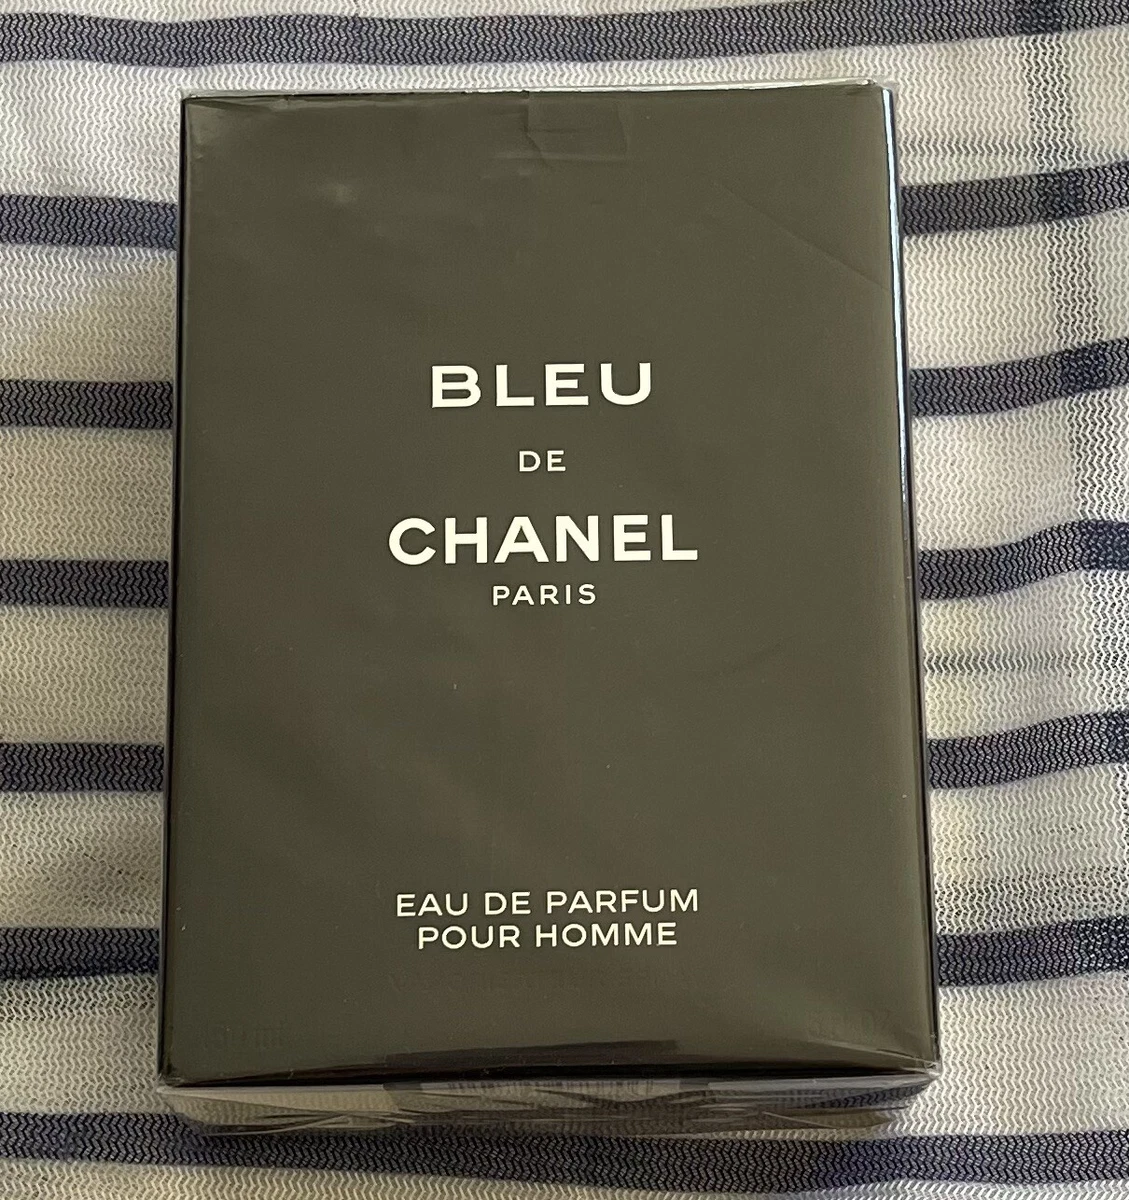 BLEU
DE
CHANEL
PARIS
EAU DE PARFUM
POUR HOMME